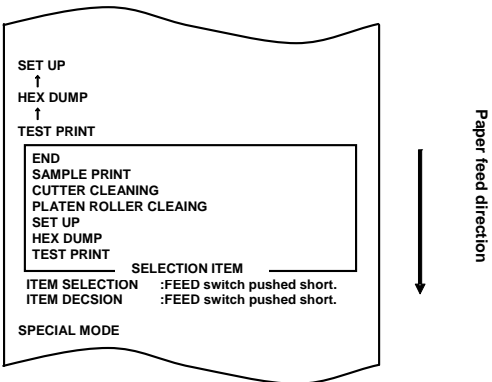 SET UP
↑
HEX DUMP
↑
TEST PRINT
END
SAMPLE PRINT
CUTTER CLEANING
PLATEN ROLLER CLEAING
SET UP
HEX DUMP
TEST PRINT
SELECTION ITEM
ITEM SELECTION :FEED switch pushed short.
ITEM DECSION :FEED switch pushed short.
SPECIAL MODE
Paper feed direction